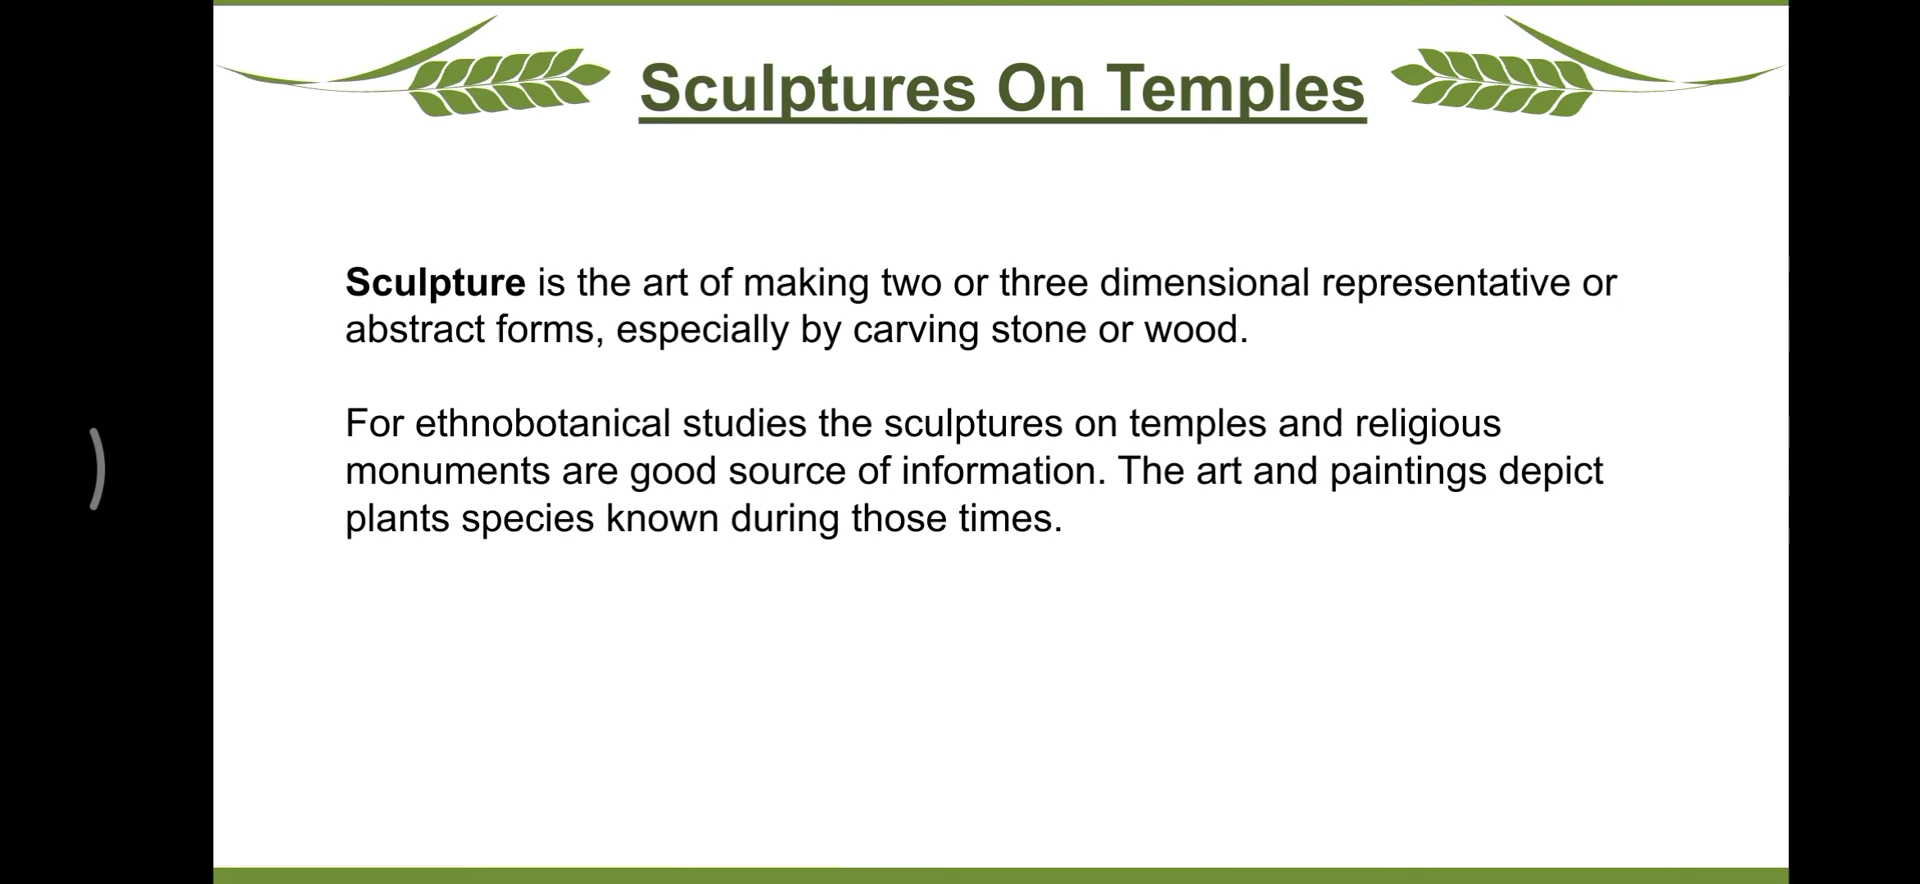 Sculptures On Temples
Sculpture is the art of making two or three dimensional representative or
abstract forms, especially by carving stone or wood.
For ethnobotanical studies the sculptures on temples and religious
monuments are good source of information. The art and paintings depict
plants species known during those times.